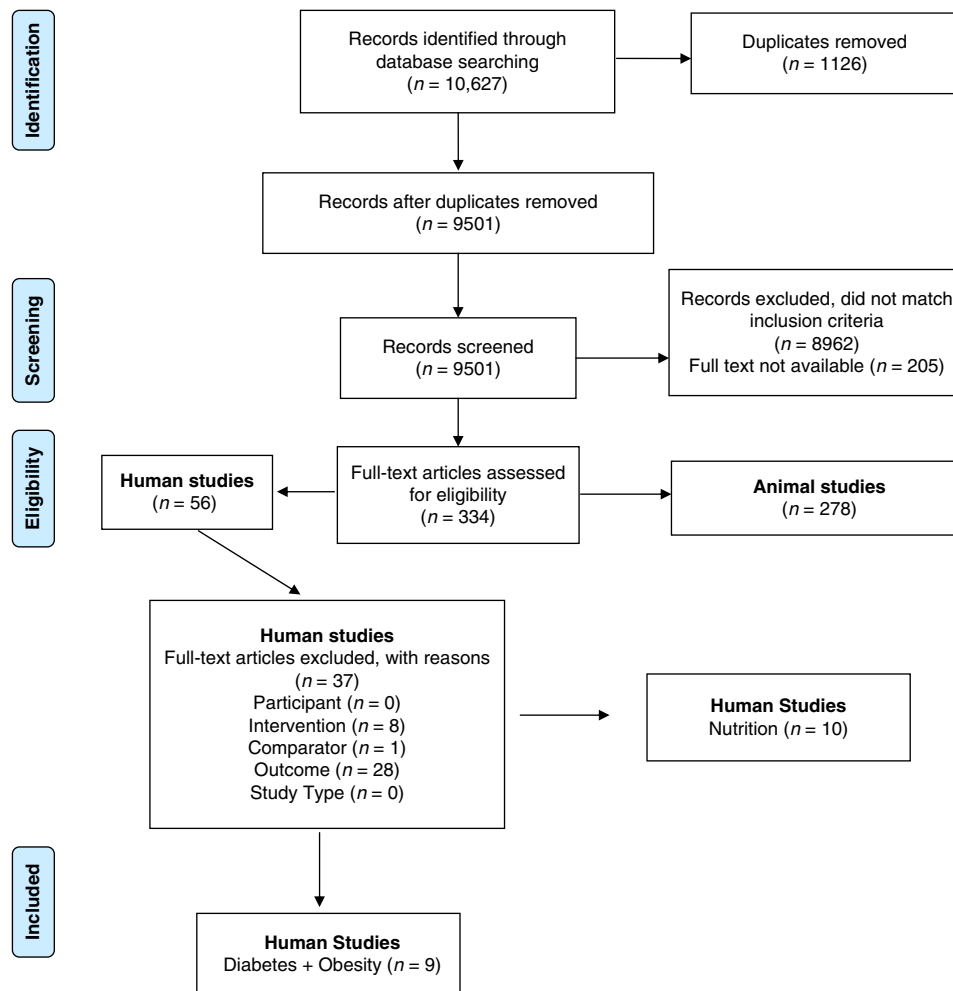 Identification
Records identified through
database searching
(n = 10,627)
Duplicates removed
(n = 1126)
Records after duplicates removed
(n = 9501)
Screening
Records screened
(n = 9501)
Records excluded, did not match
inclusion criteria
(n = 8962)
Full text not available (n = 205)
Eligibility
Human studies
(n = 56)
Full-text articles assessed
for eligibility
(n = 334)
Animal studies
(n = 278)
Human studies
Full-text articles excluded, with reasons
(n = 37)
Participant (n = 0)
Intervention (n = 8)
Comparator (n = 1)
Outcome (n = 28)
Study Type (n = 0)
Human Studies
Nutrition (n = 10)
Included
Human Studies
Diabetes + Obesity (n = 9)